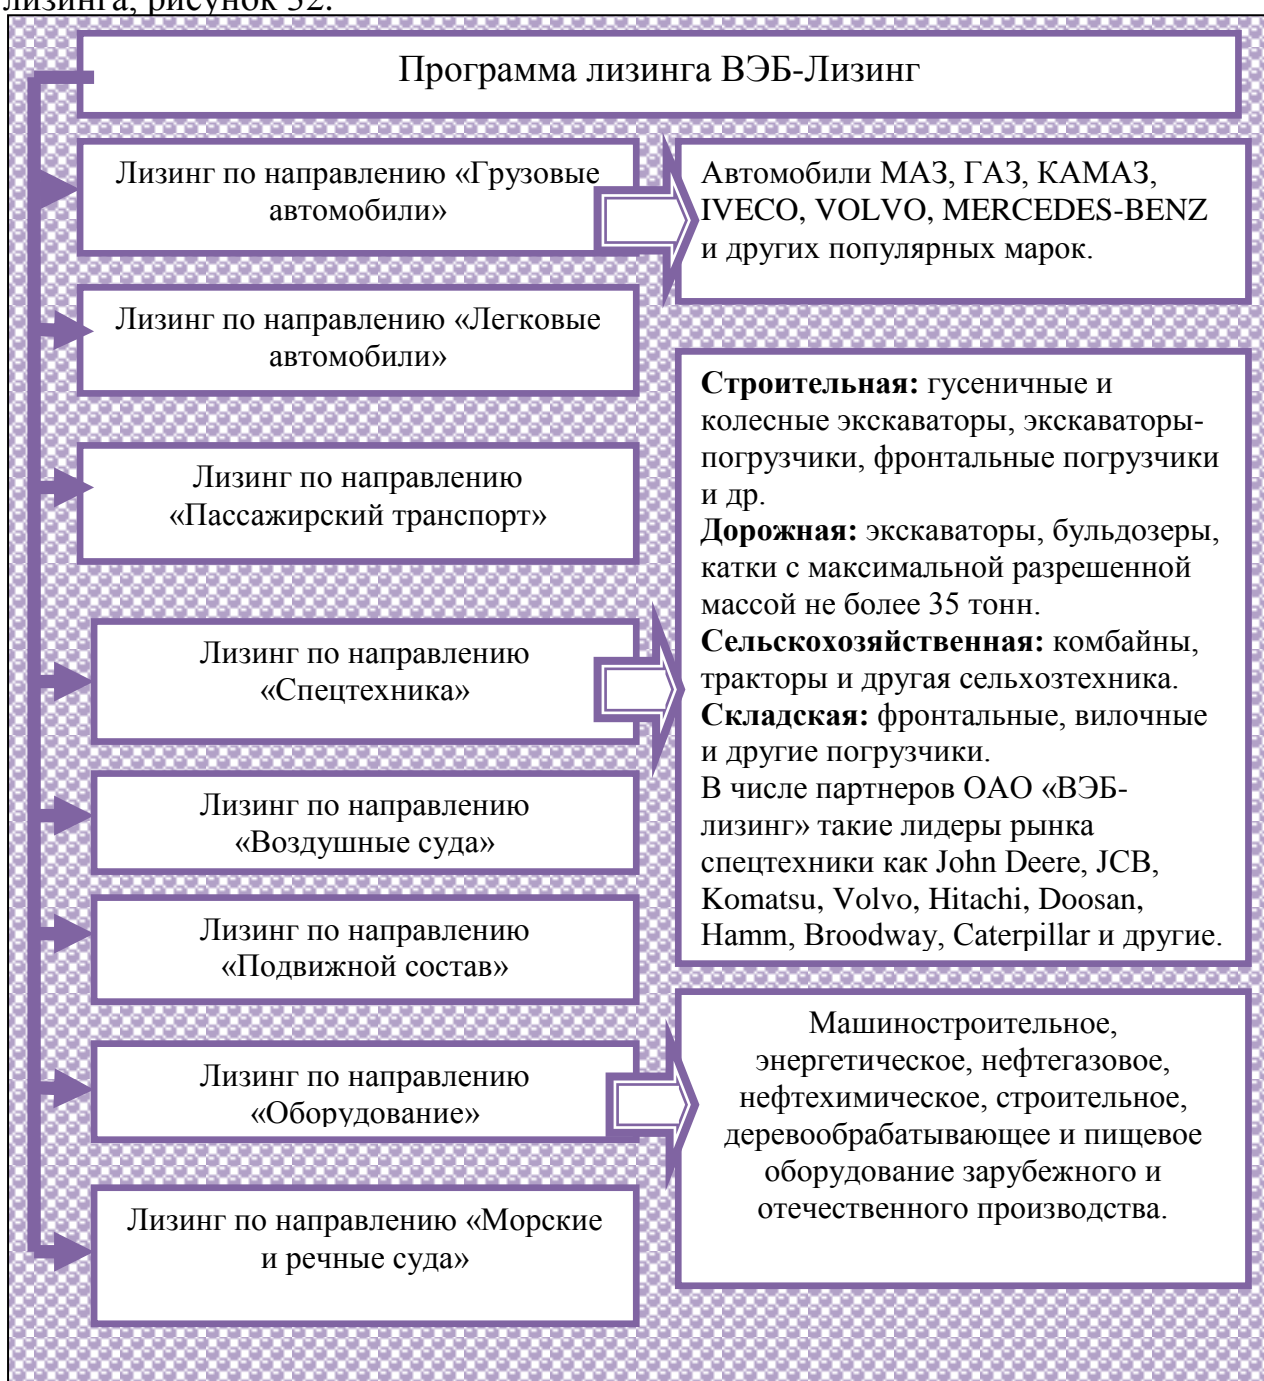 лизинга, рисунок 32.
Программа лизинга ВЭБ-Лизинг
Лизинг по направлению «Грузовые
автомобили»
Автомобили МАЗ, ГАЗ, КАМАЗ,
IVECO, VOLVO, MERCEDES-BENZ
и других популярных марок.
Лизинг по направлению «Легковые
автомобили»
Лизинг по направлению
«Пассажирский транспорт»
Лизинг по направлению
«Спецтехника»
Строительная: гусеничные и
колесные экскаваторы, экскаваторы-
погрузчики, фронтальные погрузчики
и др.
Дорожная: экскаваторы, бульдозеры,
катки с максимальной разрешенной
массой не более 35 тонн.
Сельскохозяйственная: комбайны,
тракторы и другая сельхозтехника.
Складская: фронтальные, вилочные
и другие погрузчики.
В числе партнеров ОАО «ВЭБ-
лизинг» такие лидеры рынка
спецтехники как John Deere, JCB,
Komatsu, Volvo, Hitachi, Doosan,
Hamm, Broodway, Caterpillar и другие.
Лизинг по направлению
«Воздушные суда»
Лизинг по направлению
«Подвижной состав»
Лизинг по направлению
«Оборудование»
Машиностроительное,
энергетическое, нефтегазовое,
нефтехимическое, строительное,
деревообрабатывающее и пищевое
оборудование зарубежного и
отечественного производства.
Лизинг по направлению «Морские
и речные суда»